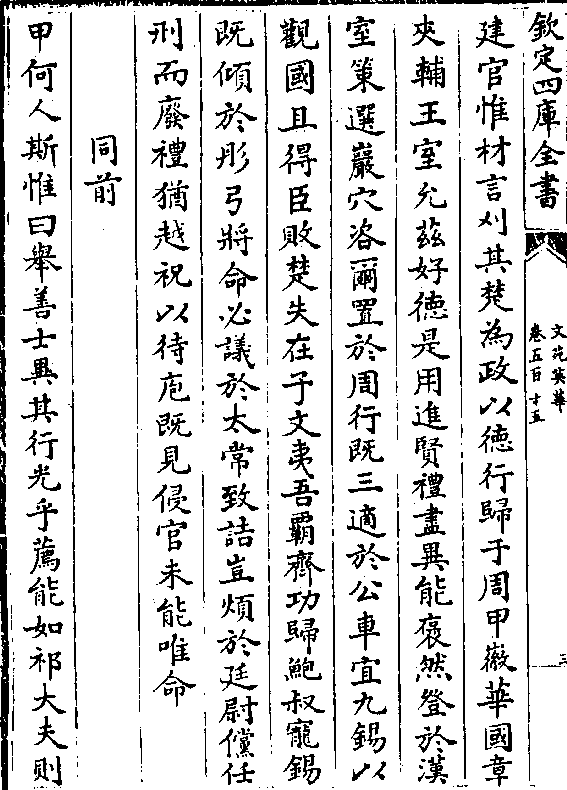 欽定四庫全書
文苑英華
卷五百十五
三
建官惟材言刈其楚為政以德行歸于周甲徽華國章
夾輔王室允茲好德是用進賢禮盡異能裒然登於漢
室策選巖穴咨爾置於周行既三適於公車宜九錫以
觀國且得臣敗楚失在子文夷吾霸齊功歸鮑叔寵錫
既傾於彤弓將命必議於太常致詰豈煩於廷尉儻任
刑而廢禮猶越祝以待庖既見侵官未能唯命
同前
甲何人斯惟曰舉善士異其行光乎薦能如祁大夫則